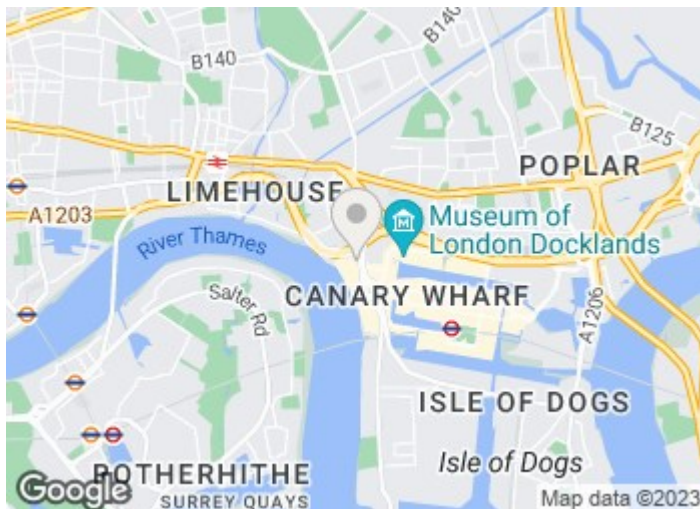 B140
B140
B125
POPLAR
LIMEHOUSE
A1203
Museum of
London Docklands
River Thames
Salter Rd
CANARY WHARF
A1206
ISLE OF DOGS
Isle of Dogs
ROTHERHITHE
SURREY QUAYS
Google
Map data ©2023